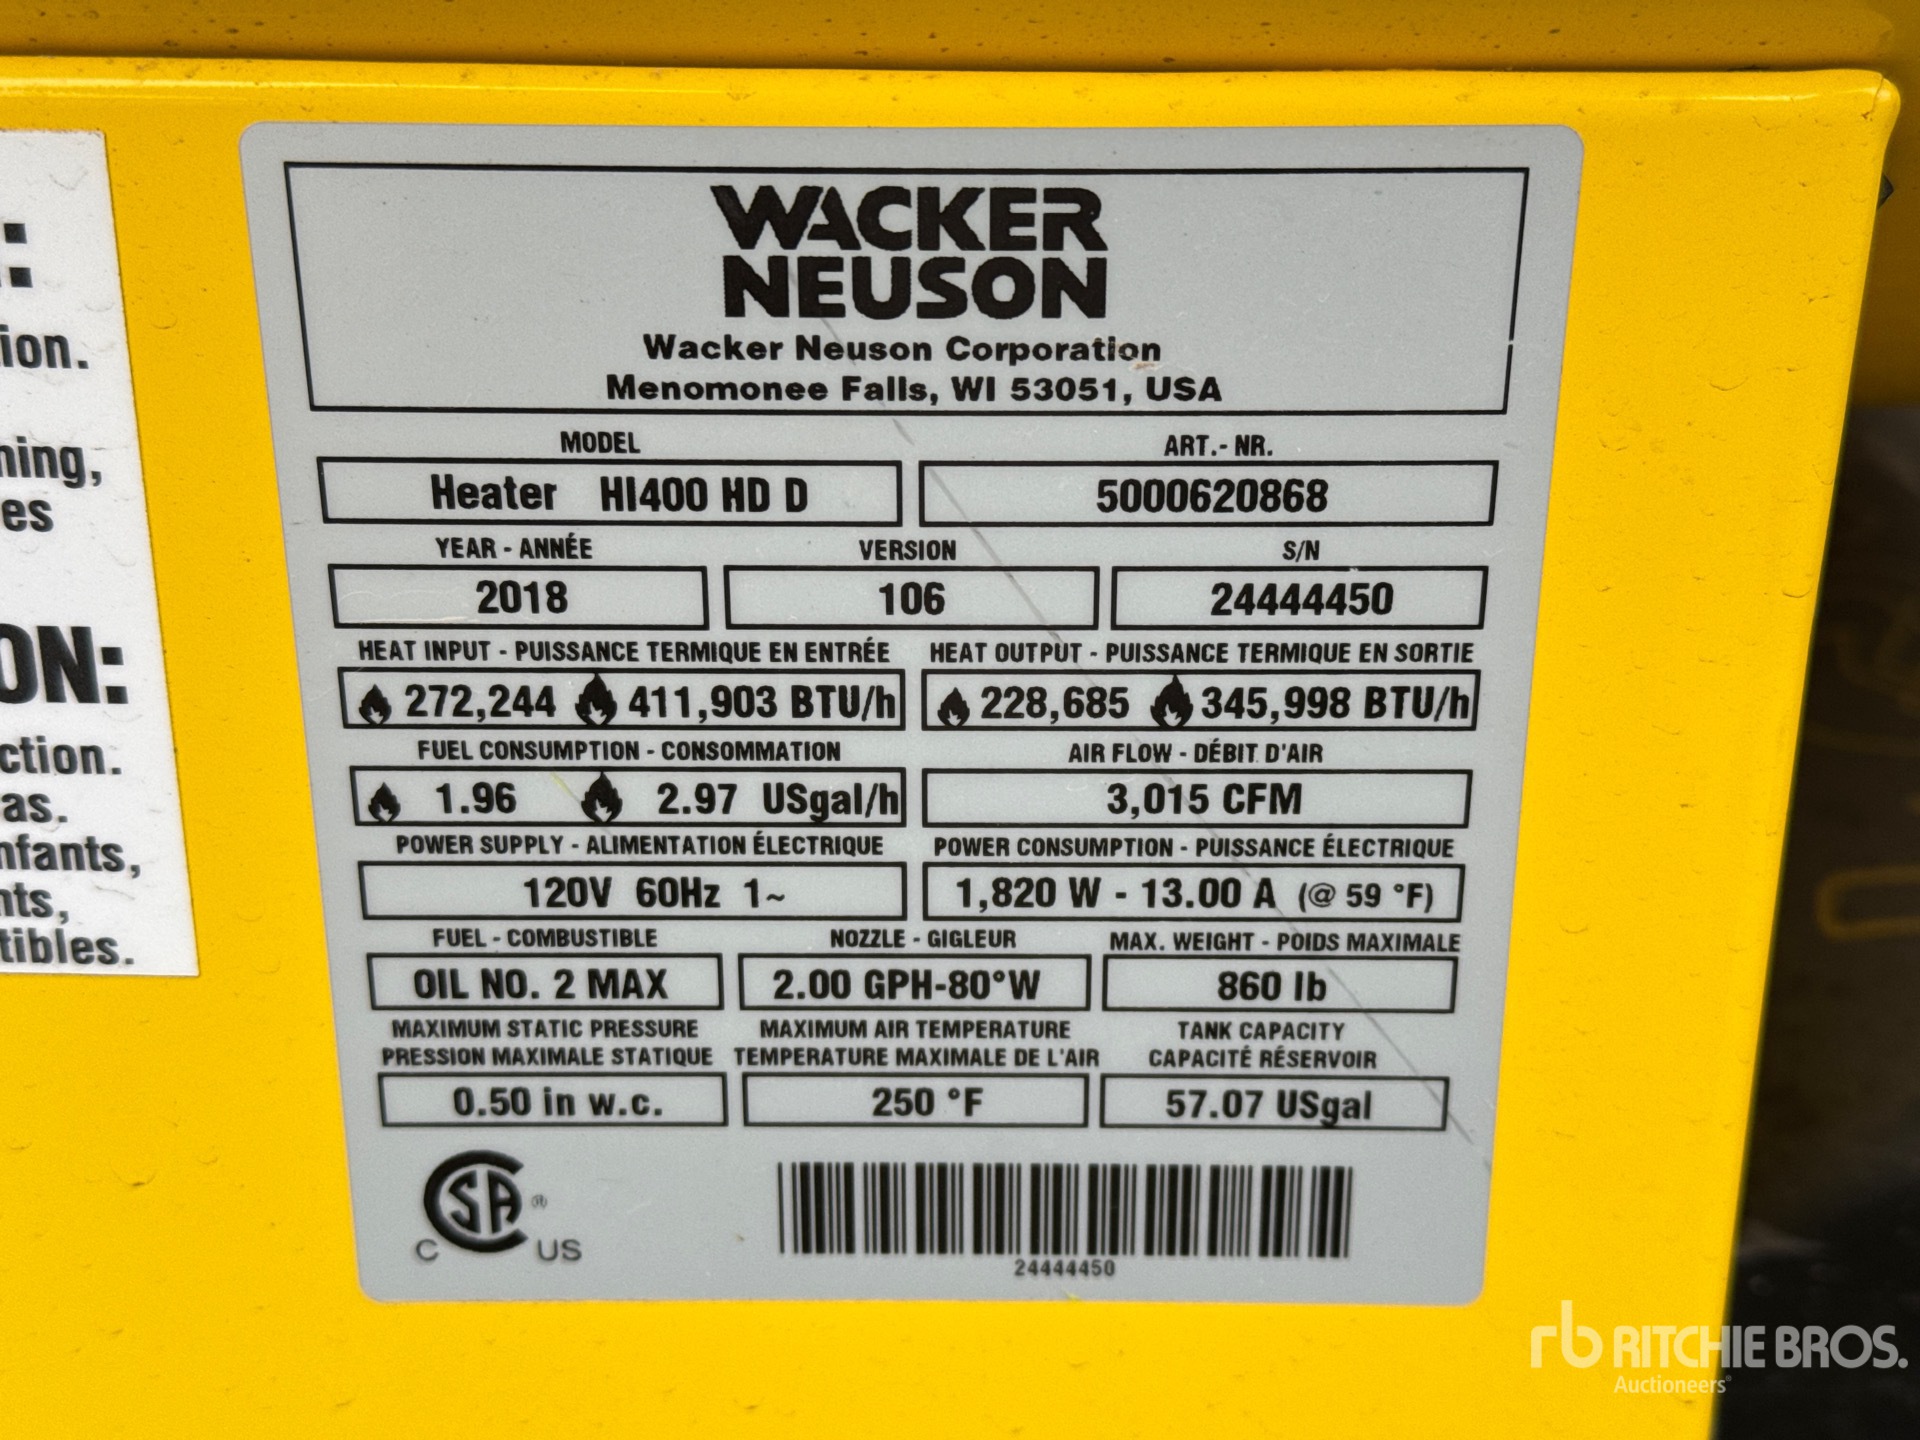 :
ion.
ning,
es
ON:
ction.
as.
nfants,
nts,
tibles.
WACKER
NEUSON
Wacker Neuson Corporation
Menomonee Falls, WI 53051, USA
MODEL ART.- NR.
Heater HI400 HD D 5000620868
YEAR - ANNÉE VERSION S/N
2018 106 24444450
HEAT INPUT - PUISSANCE TERMIQUE EN ENTRÉE HEAT OUTPUT - PUISSANCE TERMIQUE EN SORTIE
272,244 411,903 BTU/h 228,685 345,998 BTU/h
FUEL CONSUMPTION - CONSOMMATION AIR FLOW - DÉBIT D'AIR
1.96 2.97 USgal/h 3,015 CFM
POWER SUPPLY - ALIMENTATION ÉLECTRIQUE POWER CONSUMPTION - PUISSANCE ÉLECTRIQUE
120V 60Hz 1~ 1,820 W - 13.00 A (@ 59 °F)
FUEL - COMBUSTIBLE NOZZLE - GIGLEUR MAX. WEIGHT - POIDS MAXIMALE
OIL NO. 2 MAX 2.00 GPH-80°W 860 lb
MAXIMUM STATIC PRESSURE MAXIMUM AIR TEMPERATURE TANK CAPACITY
PRESSION MAXIMALE STATIQUE TEMPERATURE MAXIMALE DE L'AIR CAPACITÉ RÉSERVOIR
0.50 in w.c. 250 °F 57.07 USgal
CSA ®
C US
24444450
rb RITCHIE BROS.
Auctioneers®